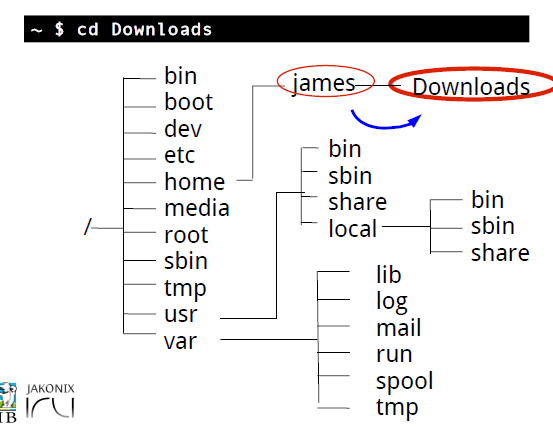 ~ $ cd Downloads
bin
boot
dev
etc
home
media
root
sbin
tmp
usr
var
/
james
Downloads
bin
sbin
share
local
bin
sbin
share
lib
log
mail
run
spool
tmp
IB
JAKONIX